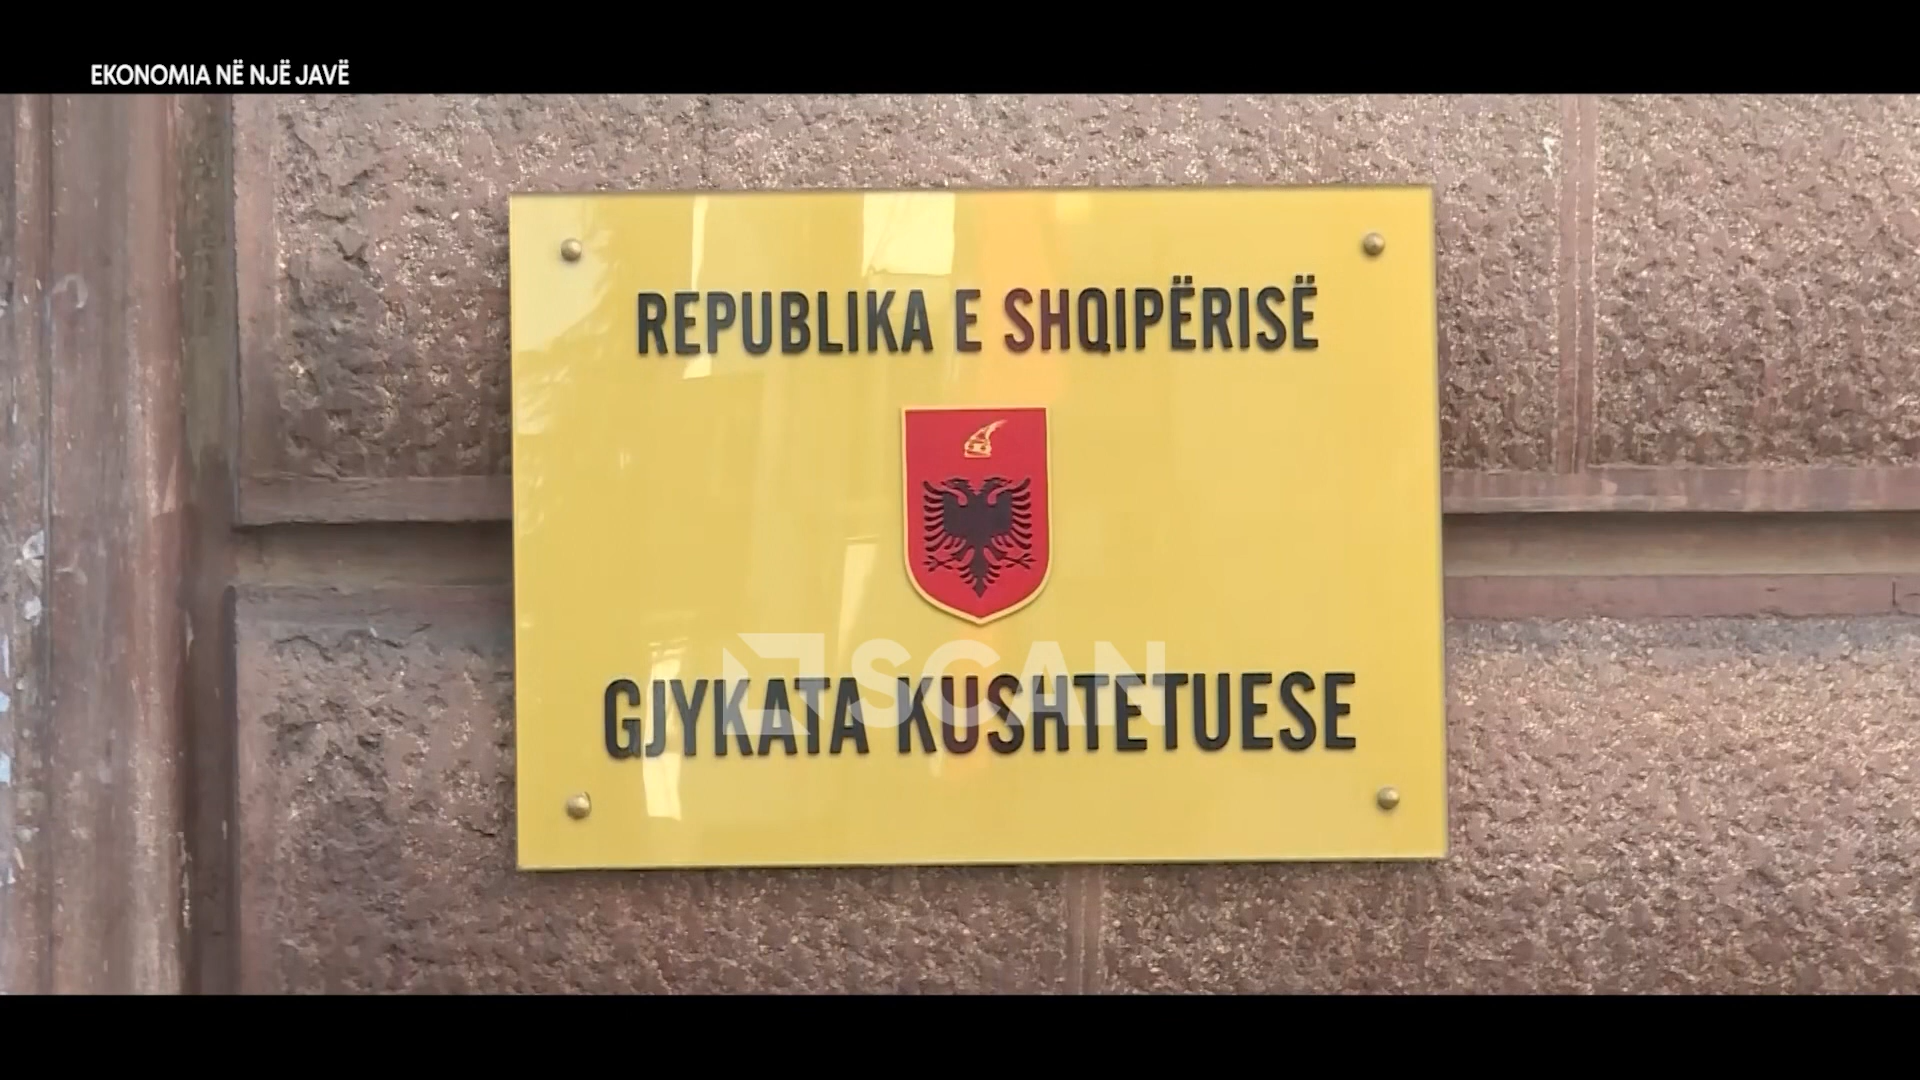 EKONOMIA NË NJË JAVË
REPUBLIKA E SHQIPËRISË
SCAN
GJYKATA KUSHTETUESE